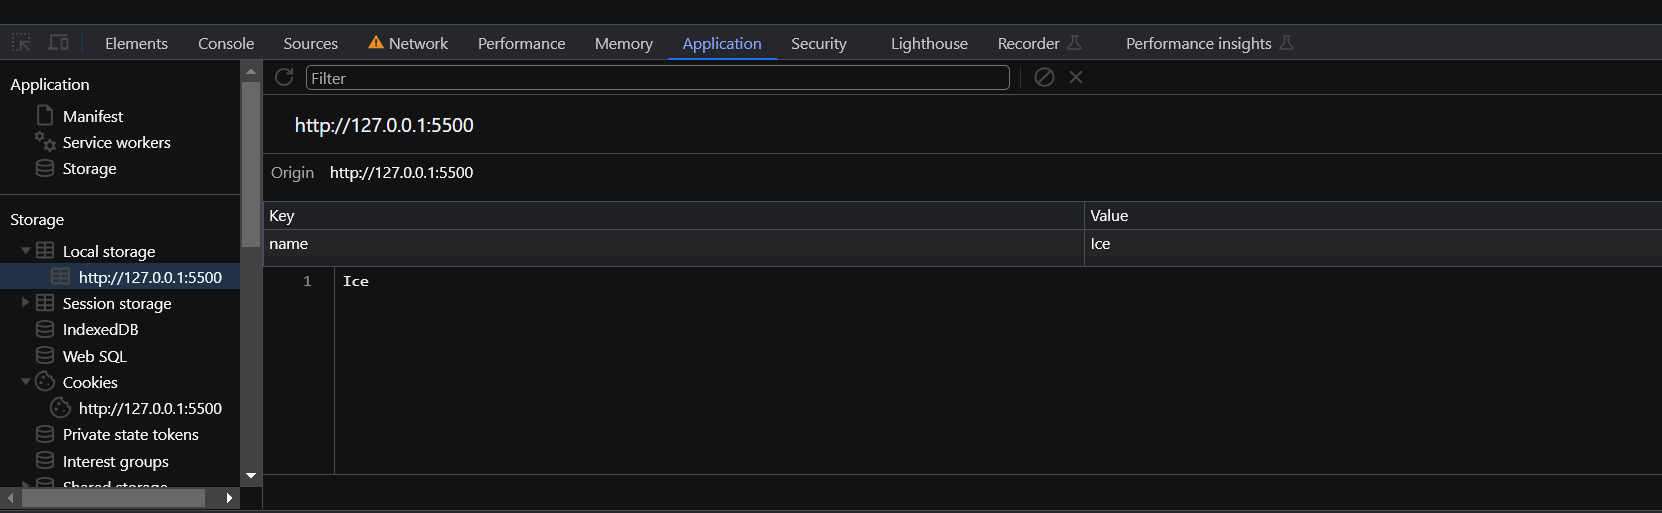 Elements Console Sources Network Performance Memory Application Security Lighthouse Recorder Performance insights
Application
Manifest
Service workers
Storage
Storage
Local storage
http://127.0.0.1:5500
Session storage
IndexedDB
Web SQL
Cookies
http://127.0.0.1:5500
Private state tokens
Interest groups
Shared storage
Filter
http://127.0.0.1:5500
Origin http://127.0.0.1:5500
Key Value
name Ice
1 Ice